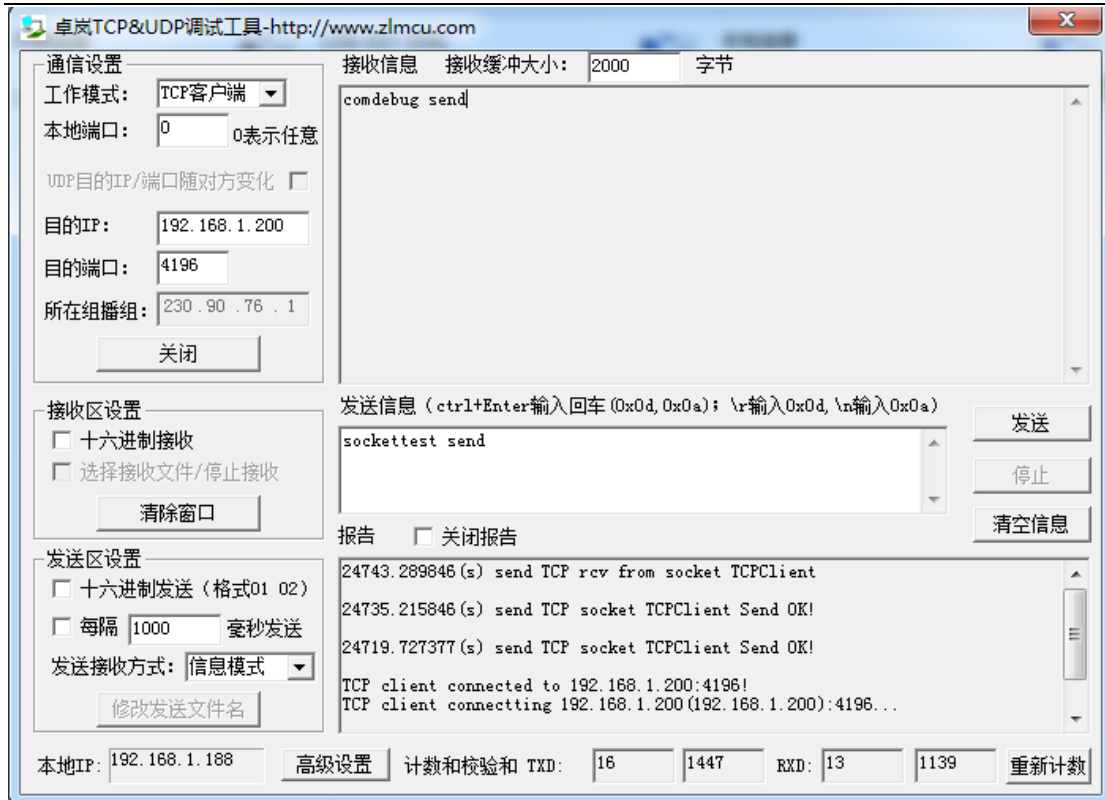 卓岚TCP&UDP调试工具-http://www.zlmcu.com
通信设置
工作模式： TCP客户端
本地端口： 0 0表示任意
UDP目的IP/端口随对方变化
目的IP： 192.168.1.200
目的端口： 4196
所在组播组： 230 . 90 . 76 . 1
关闭
接收区设置
十六进制接收
选择接收文件/停止接收
清除窗口
发送区设置
十六进制发送（格式01 02）
每隔 1000 毫秒发送
发送接收方式： 信息模式
修改发送文件名
接收信息 接收缓冲大小： 2000 字节
comdebug send
发送信息（ctrl+Enter输入回车(0x0d,0x0a)；\r输入0x0d,\n输入0x0a）
sockettest send
发送
停止
清空信息
报告 关闭报告
24743.289846(s) send TCP rcv from socket TCPClient
24735.215846(s) send TCP socket TCPClient Send OK!
24719.727377(s) send TCP socket TCPClient Send OK!
TCP client connected to 192.168.1.200:4196!
TCP client connectting 192.168.1.200(192.168.1.200):4196...
本地IP: 192.168.1.188 高级设置 计数和校验和 TXD: 16 1447 RXD: 13 1139 重新计数